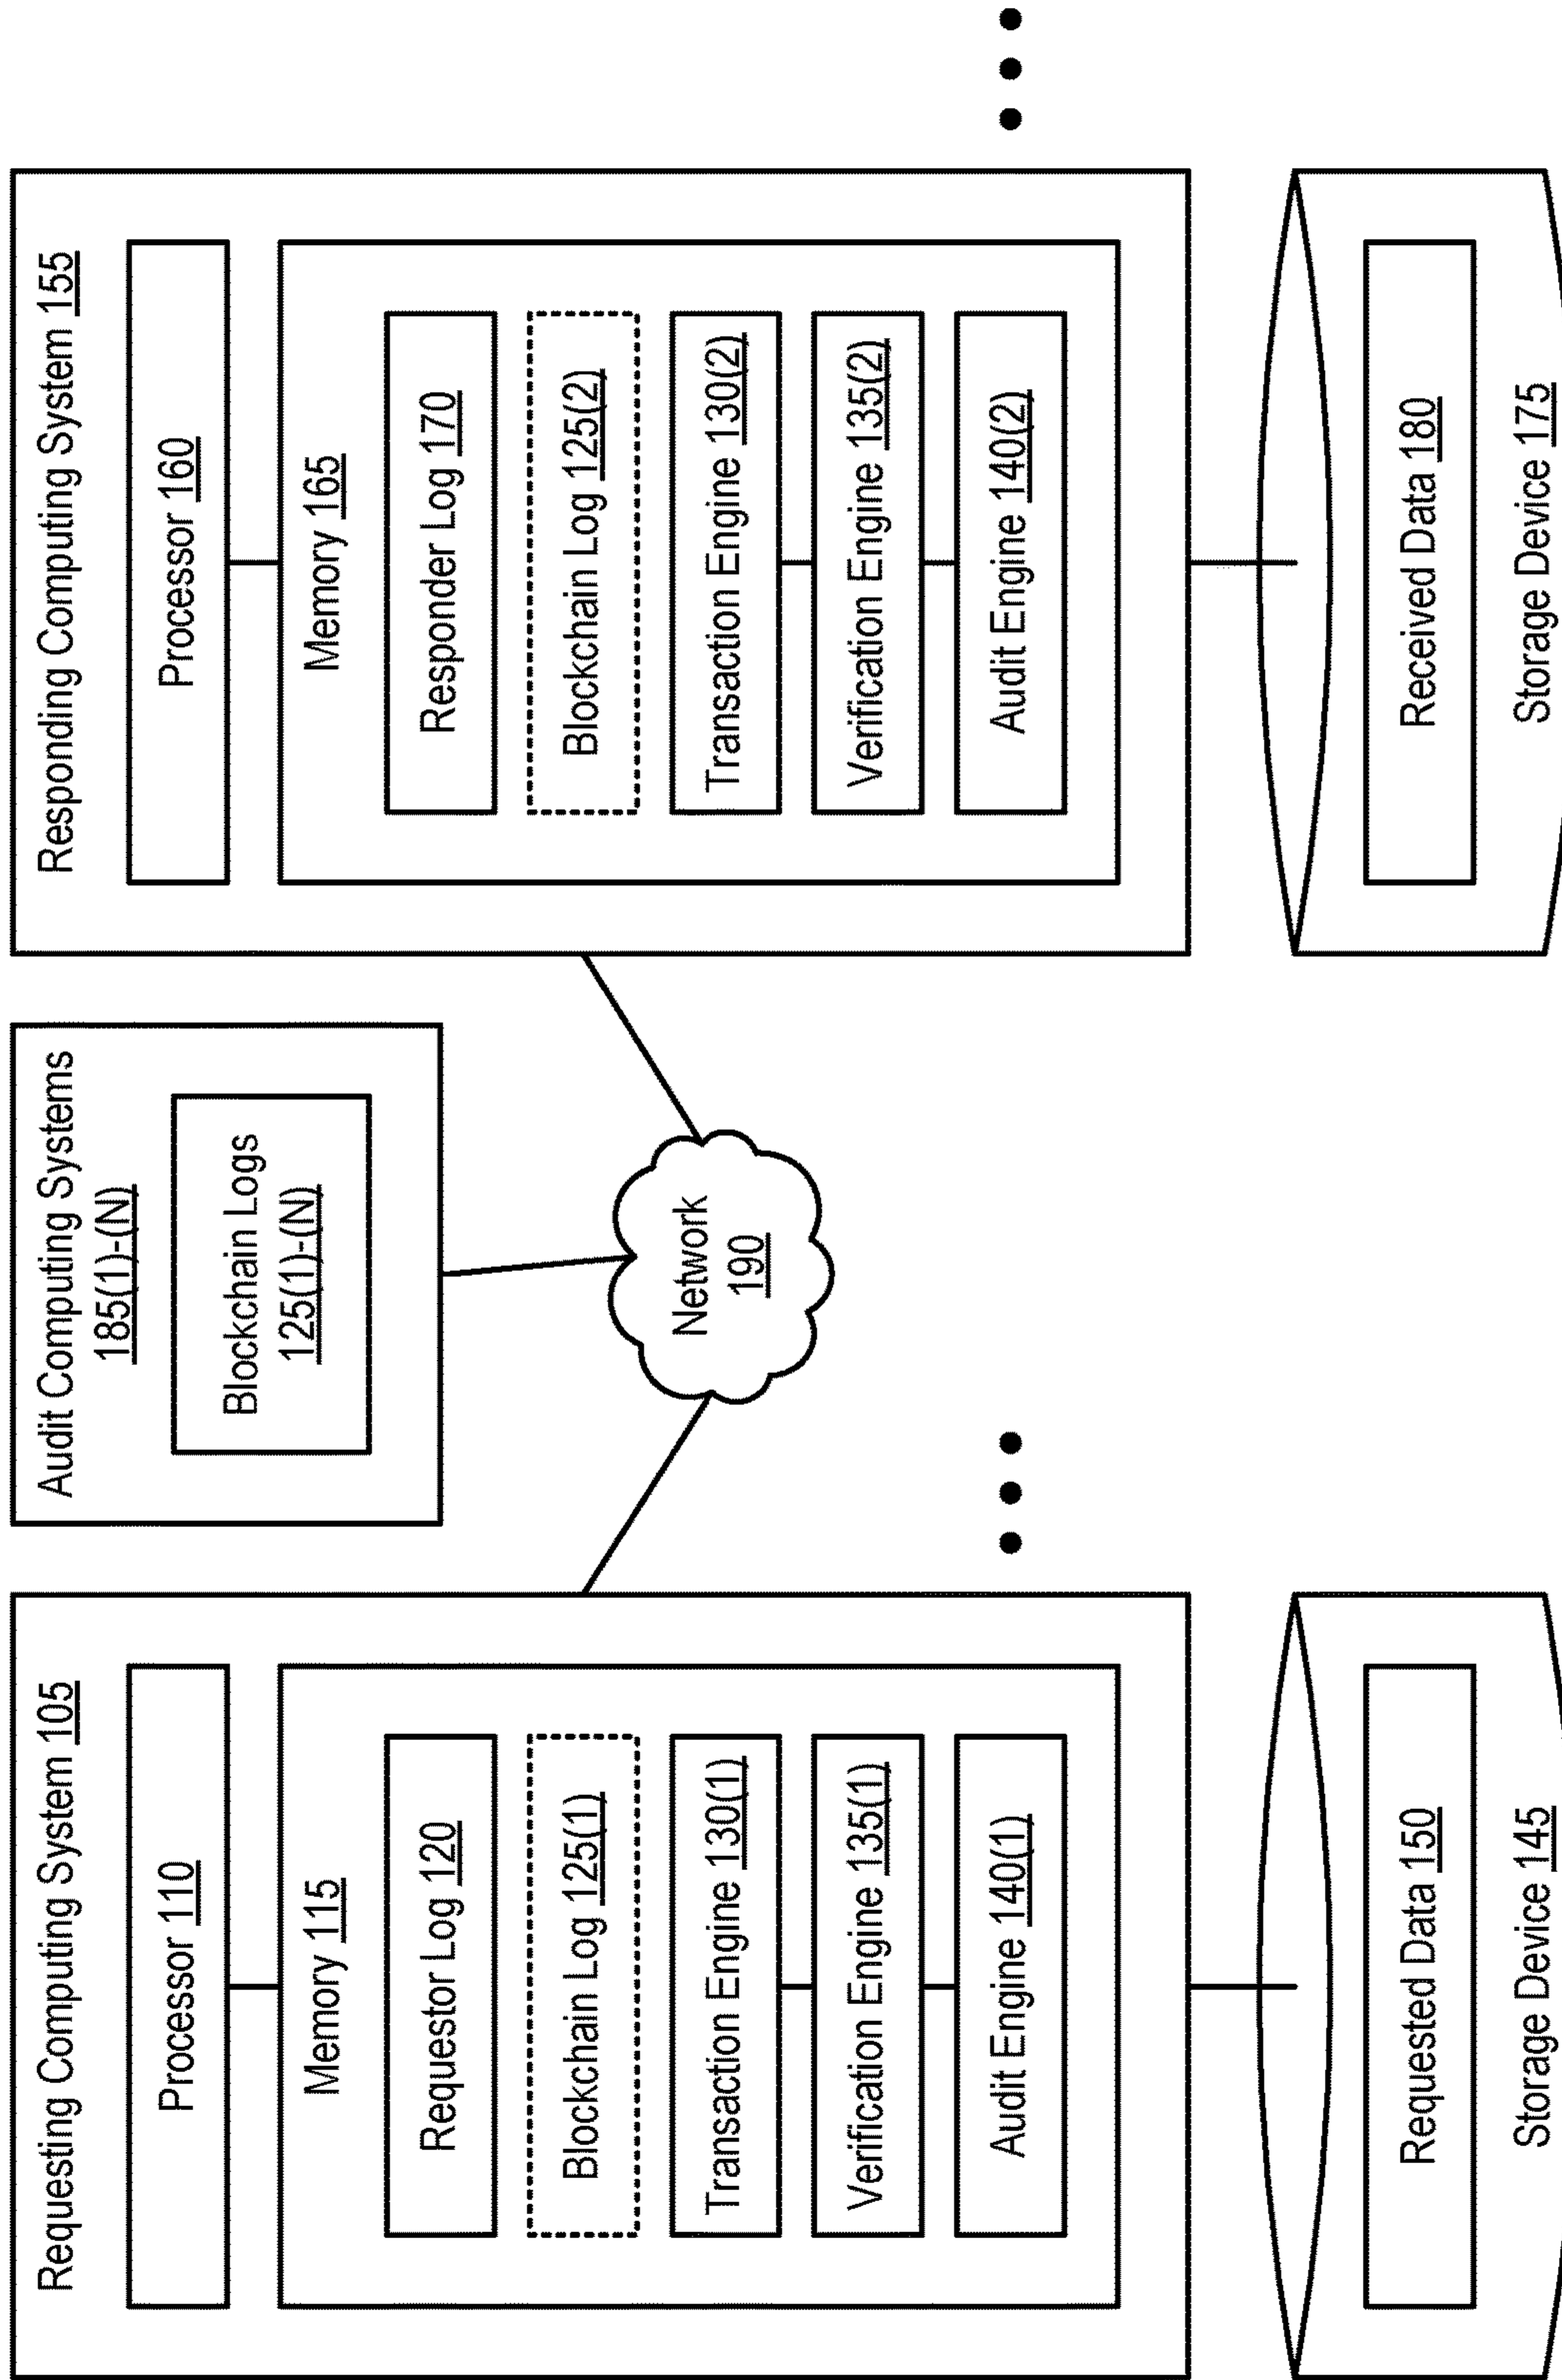 Requesting Computing System 105
Processor 110
Memory 115
Requestor Log 120
Blockchain Log 125(1)
Transaction Engine 130(1)
Verification Engine 135(1)
Audit Engine 140(1)
Requested Data 150
Storage Device 145
Audit Computing Systems
185(1)-(N)
Blockchain Logs
125(1)-(N)
Network
190
Responding Computing System 155
Processor 160
Memory 165
Responder Log 170
Blockchain Log 125(2)
Transaction Engine 130(2)
Verification Engine 135(2)
Audit Engine 140(2)
Received Data 180
Storage Device 175